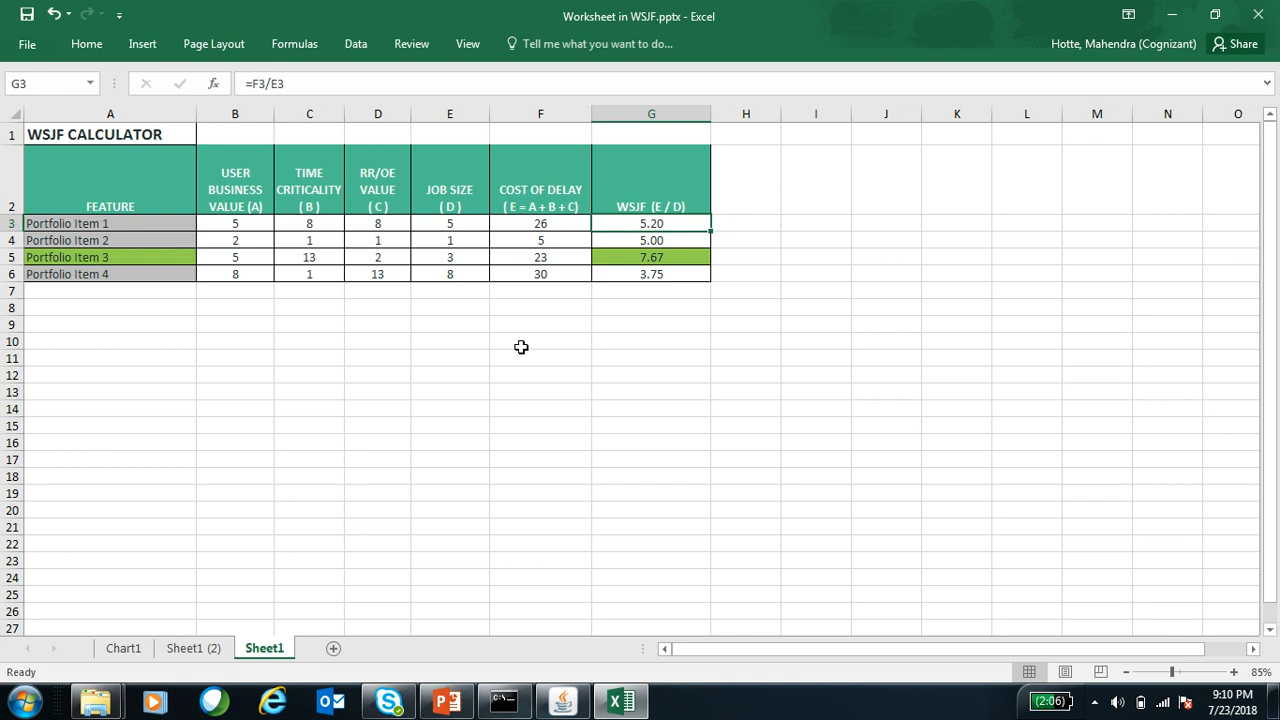 Worksheet in WSJF.pptx - Excel
File Home Insert Page Layout Formulas Data Review View Tell me what you want to do... Hotte, Mahendra (Cognizant) Share
G3 fx =F3/E3
A B C D E F G H I J K L M N O
1 WSJF CALCULATOR
USER TIME RR/OE
BUSINESS CRITICALITY VALUE JOB SIZE COST OF DELAY
2 FEATURE VALUE (A) ( B ) ( C ) ( D ) ( E = A + B + C) WSJF (E / D)
3 Portfolio Item 1 5 8 8 5 26 5.20
4 Portfolio Item 2 2 1 1 1 5 5.00
5 Portfolio Item 3 5 13 2 3 23 7.67
6 Portfolio Item 4 8 1 13 8 30 3.75
7
8
9
10
11
12
13
14
15
16
17
18
19
20
21
22
23
24
25
26
27
Chart1 Sheet1 (2) Sheet1
Ready 85%
(2:06) 9:10 PM
7/23/2018